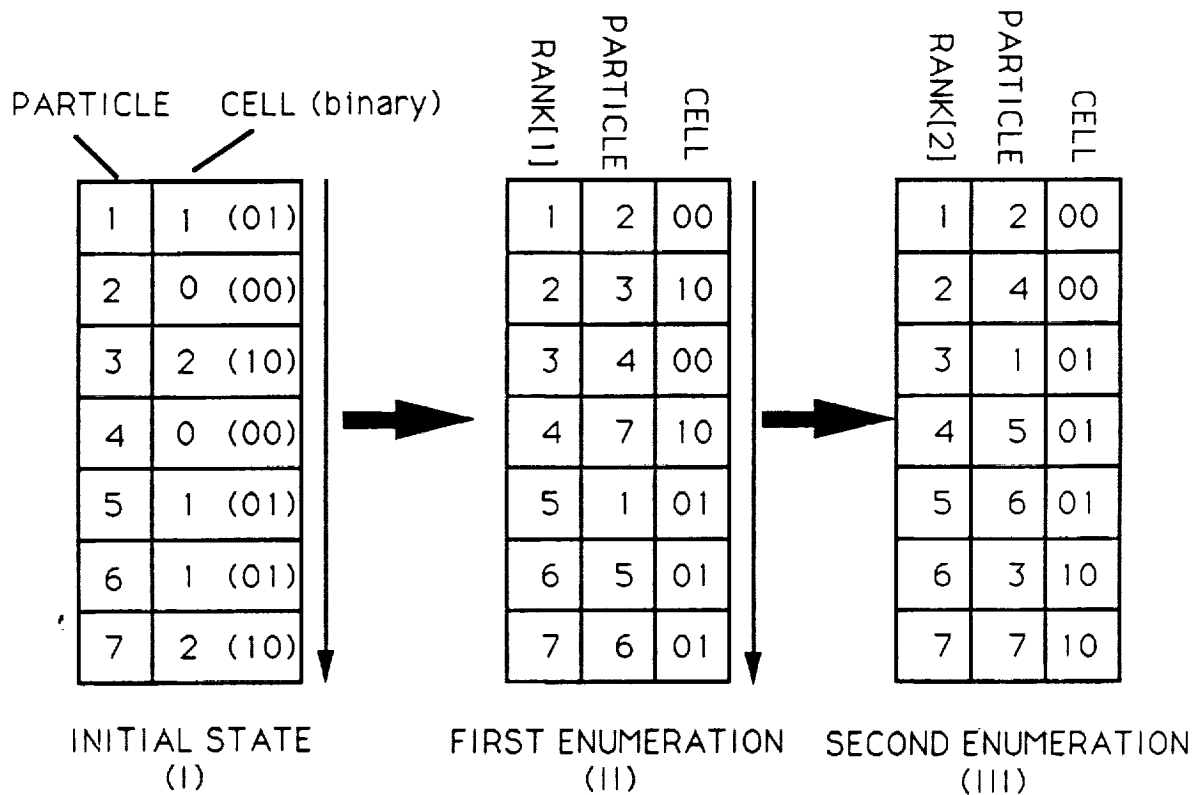 PARTICLE CELL (binary)
1 1 (01)
2 0 (00)
3 2 (10)
4 0 (00)
5 1 (01)
6 1 (01)
7 2 (10)
INITIAL STATE
(I)
RANK[1] PARTICLE CELL
1 2 00
2 3 10
3 4 00
4 7 10
5 1 01
6 5 01
7 6 01
FIRST ENUMERATION
(II)
RANK[2] PARTICLE CELL
1 2 00
2 4 00
3 1 01
4 5 01
5 6 01
6 3 10
7 7 10
SECOND ENUMERATION
(III)